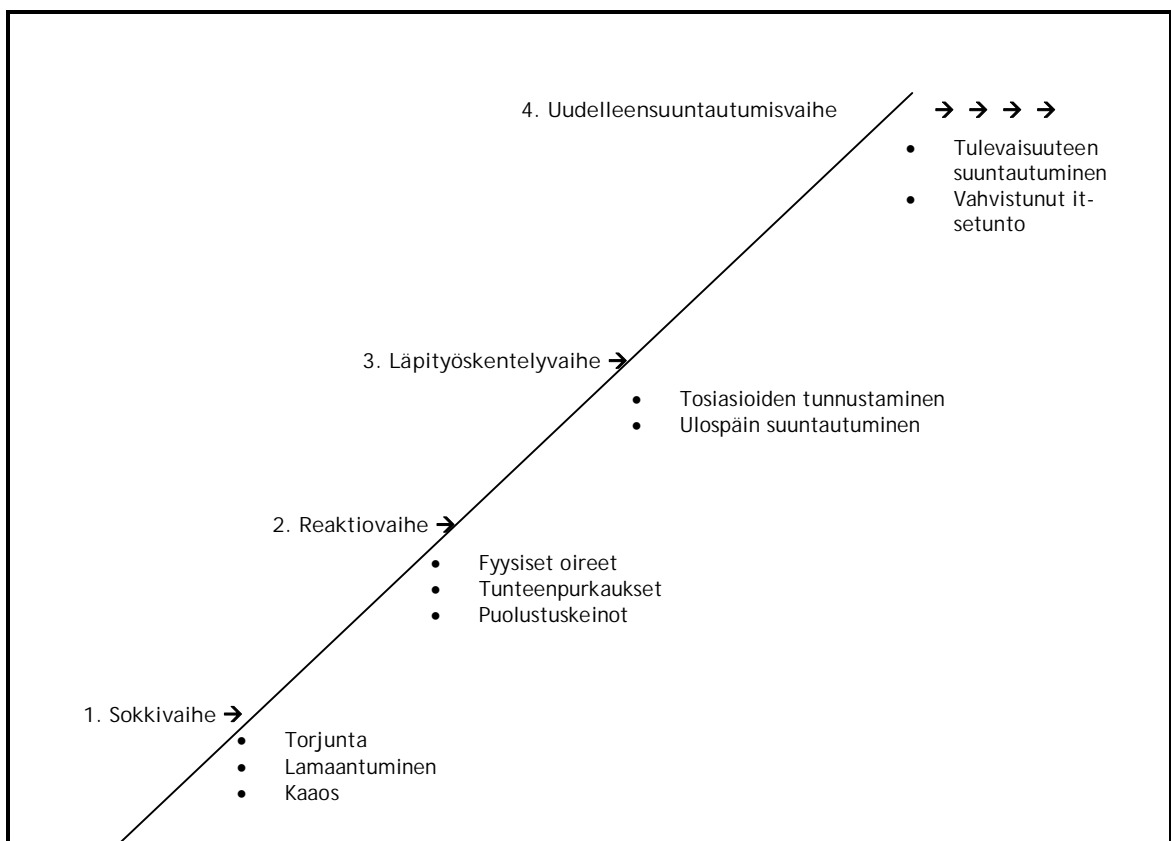 4. Uudelleensuuntautumisvaihe → → → →
• Tulevaisuuteen
suuntautuminen
• Vahvistunut it-
setunto
3. Läpityöskentelyvaihe →
• Tosiasioiden tunnustaminen
• Ulospäin suuntautuminen
2. Reaktiovaihe →
• Fyysiset oireet
• Tunteenpurkaukset
• Puolustuskeinot
1. Sokkivaihe →
• Torjunta
• Lamaantuminen
• Kaaos